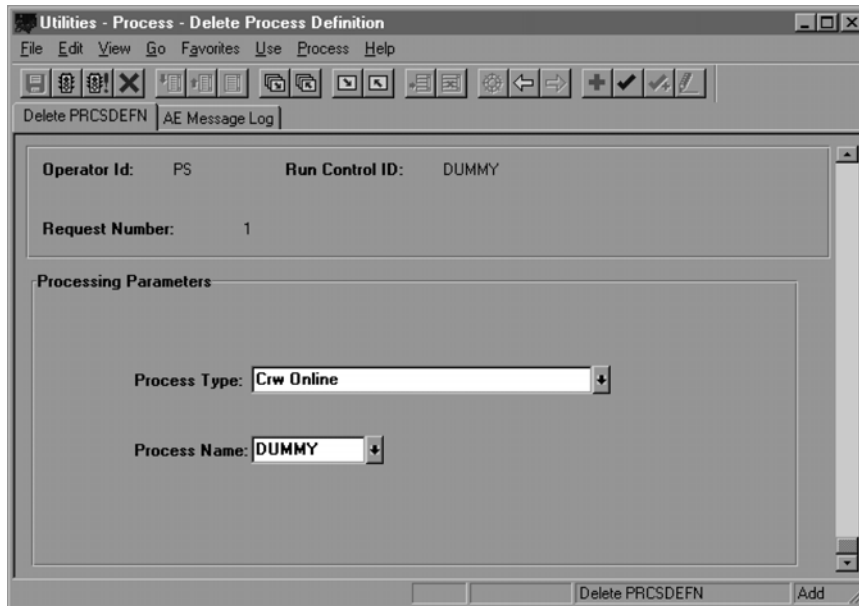 Utilities - Process - Delete Process Definition
File Edit View Go Favorites Use Process Help
Delete PRCSDEFN AE Message Log
Operator Id: PS Run Control ID: DUMMY
Request Number: 1
Processing Parameters
Process Type: Crw Online
Process Name: DUMMY
Delete PRCSDEFN Add